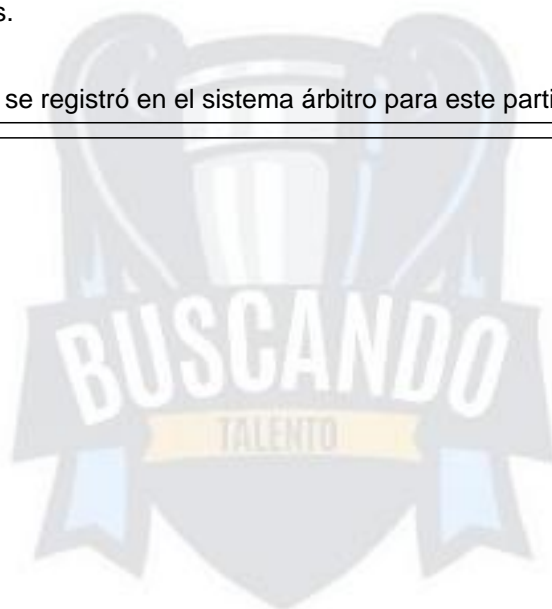 s.
se registró en el sistema árbitro para este parti
BUSCANDO
TALENTO